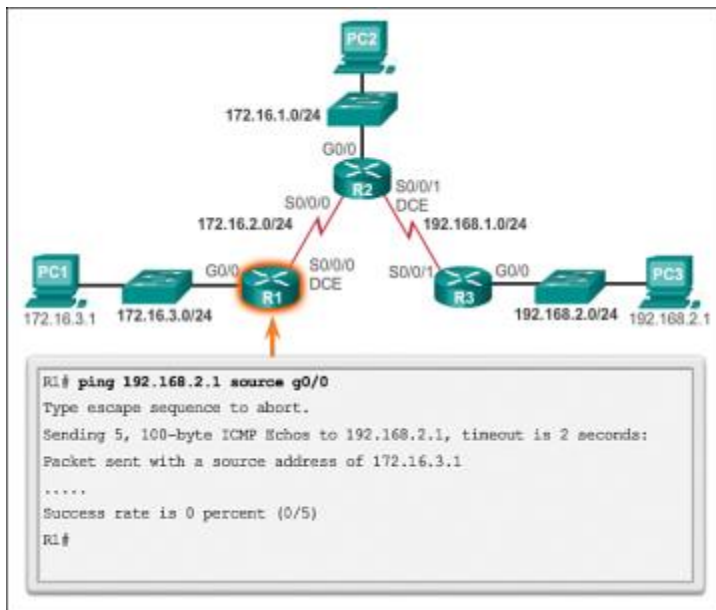 PC2
172.16.1.0/24
G0/0
R2
S0/0/0
S0/0/1
DCE
172.16.2.0/24
192.168.1.0/24
PC1
G0/0
S0/0/0
DCE
R1
S0/0/1
R3
G0/0
PC3
172.16.3.1
172.16.3.0/24
192.168.2.0/24
192.168.2.1
R1# ping 192.168.2.1 source g0/0
Type escape sequence to abort.
Sending 5, 100-byte ICMP Echos to 192.168.2.1, timeout is 2 seconds:
Packet sent with a source address of 172.16.3.1
.....
Success rate is 0 percent (0/5)
R1#